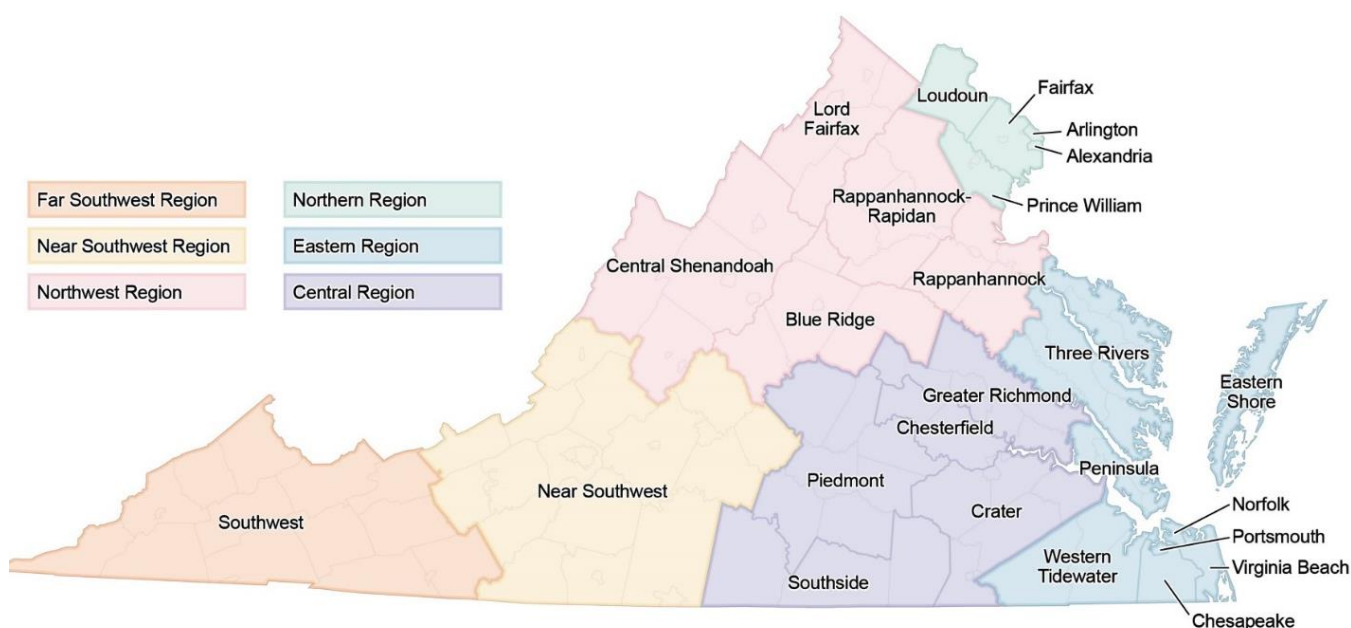 Far Southwest Region
Near Southwest Region
Northwest Region
Northern Region
Eastern Region
Central Region
Loudoun
Fairfax
Arlington
Alexandria
Prince William
Lord
Fairfax
Rappanhannock-
Rapidan
Central Shenandoah
Rappanhannock
Blue Ridge
Three Rivers
Eastern
Shore
Greater Richmond
Chesterfield
Peninsula
Piedmont
Near Southwest
Crater
Southwest
Norfolk
Portsmouth
Western
Tidewater
Virginia Beach
Southside
Chesapeake